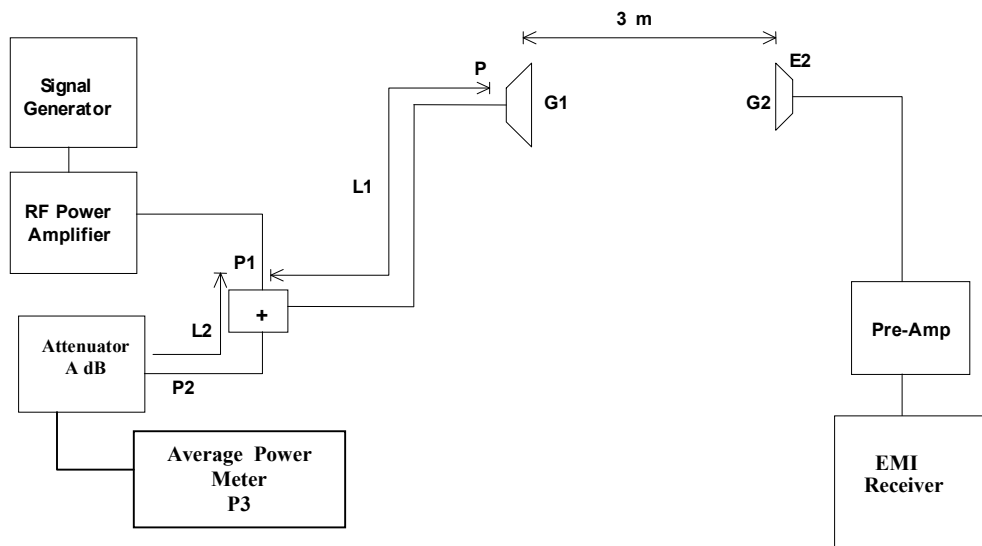 3 m
Signal
Generator
P
G1
G2
E2
L1
RF Power
Amplifier
P1
+
L2
Attenuator
A dB
P2
Average Power
Meter
P3
Pre-Amp
EMI
Receiver